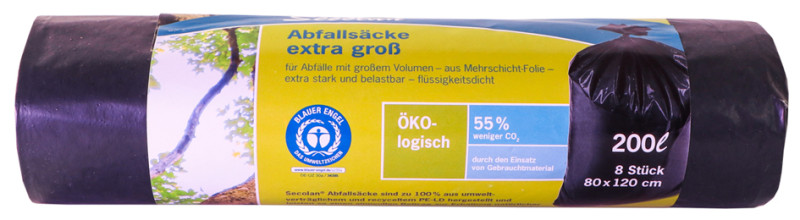 Secolan
Abfallsäcke
extra groß
für Abfälle mit großem Volumen – aus Mehrschicht-Folie –
extra stark und belastbar – flüssigkeitsdicht
BLAUER ENGEL
DAS UMWELTZEICHEN
ÖKO-
logisch
55%
weniger CO₂
durch den Einsatz
von Gebrauchtmaterial
200ℓ
8 Stück
80x120 cm
Secolan® Abfallsäcke sind zu 100% aus umwelt-
verträglichem und recyceltem PE-LD hergestellt und